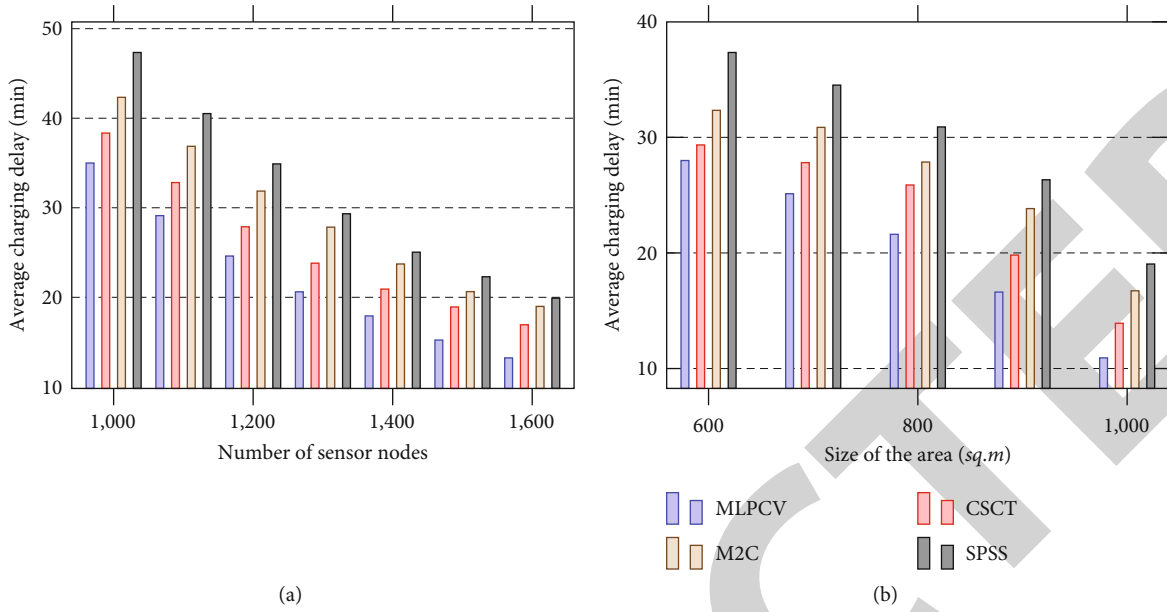 50
40
30
20
10
Average charging delay (min)
1,000 1,200 1,400 1,600
Number of sensor nodes
(a)
40
30
20
10
Average charging delay (min)
600 800 1,000
Size of the area (sq.m)
MLPCV CSCT
M2C SPSS
(b)
CTE